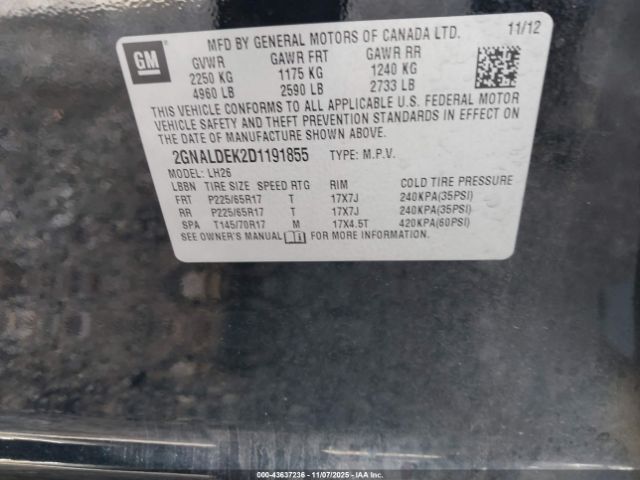 GM
MFD BY GENERAL MOTORS OF CANADA LTD. 11/12
GVWR GAWR FRT GAWR RR
2250 KG 1175 KG 1240 KG
4960 LB 2590 LB 2733 LB
THIS VEHICLE CONFORMS TO ALL APPLICABLE U.S. FEDERAL MOTOR
VEHICLE SAFETY AND THEFT PREVENTION STANDARDS IN EFFECT ON
THE DATE OF MANUFACTURE SHOWN ABOVE.
2GNALDEK2D1191855 TYPE: M.P.V.
MODEL: LH26
LBBN TIRE SIZE SPEED RTG RIM COLD TIRE PRESSURE
FRT P225/65R17 T 17X7J 240KPA(35PSI)
RR P225/65R17 T 17X7J 240KPA(35PSI)
SPA T145/70R17 M 17X4.5T 420KPA(60PSI)
SEE OWNER'S MANUAL FOR MORE INFORMATION.
000-43637236 - 11/07/2025 - IAAI CORP.